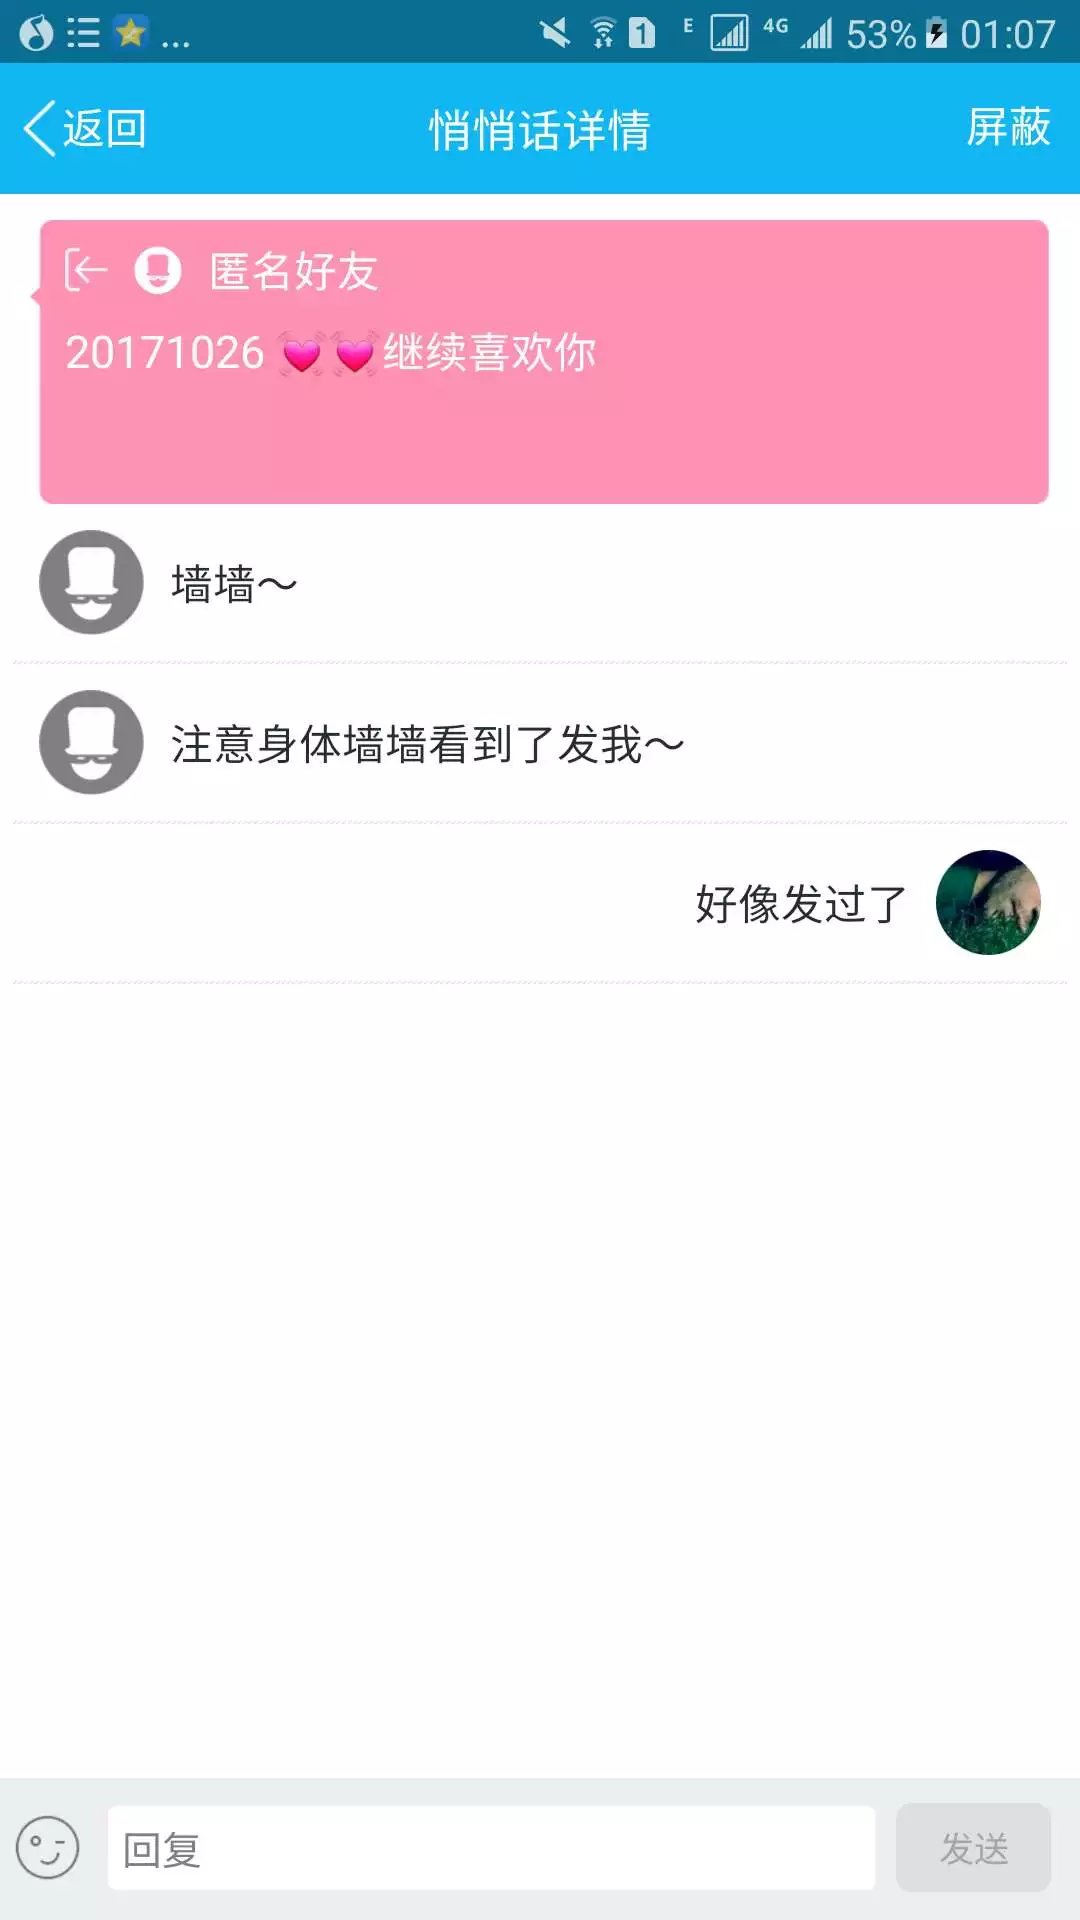 ... 1 E 4G 53% 01:07
返回 悄悄话详情 屏蔽
匿名好友
20171026 💓💓继续喜欢你
墙墙～
注意身体墙墙看到了发我～
好像发过了
回复 发送